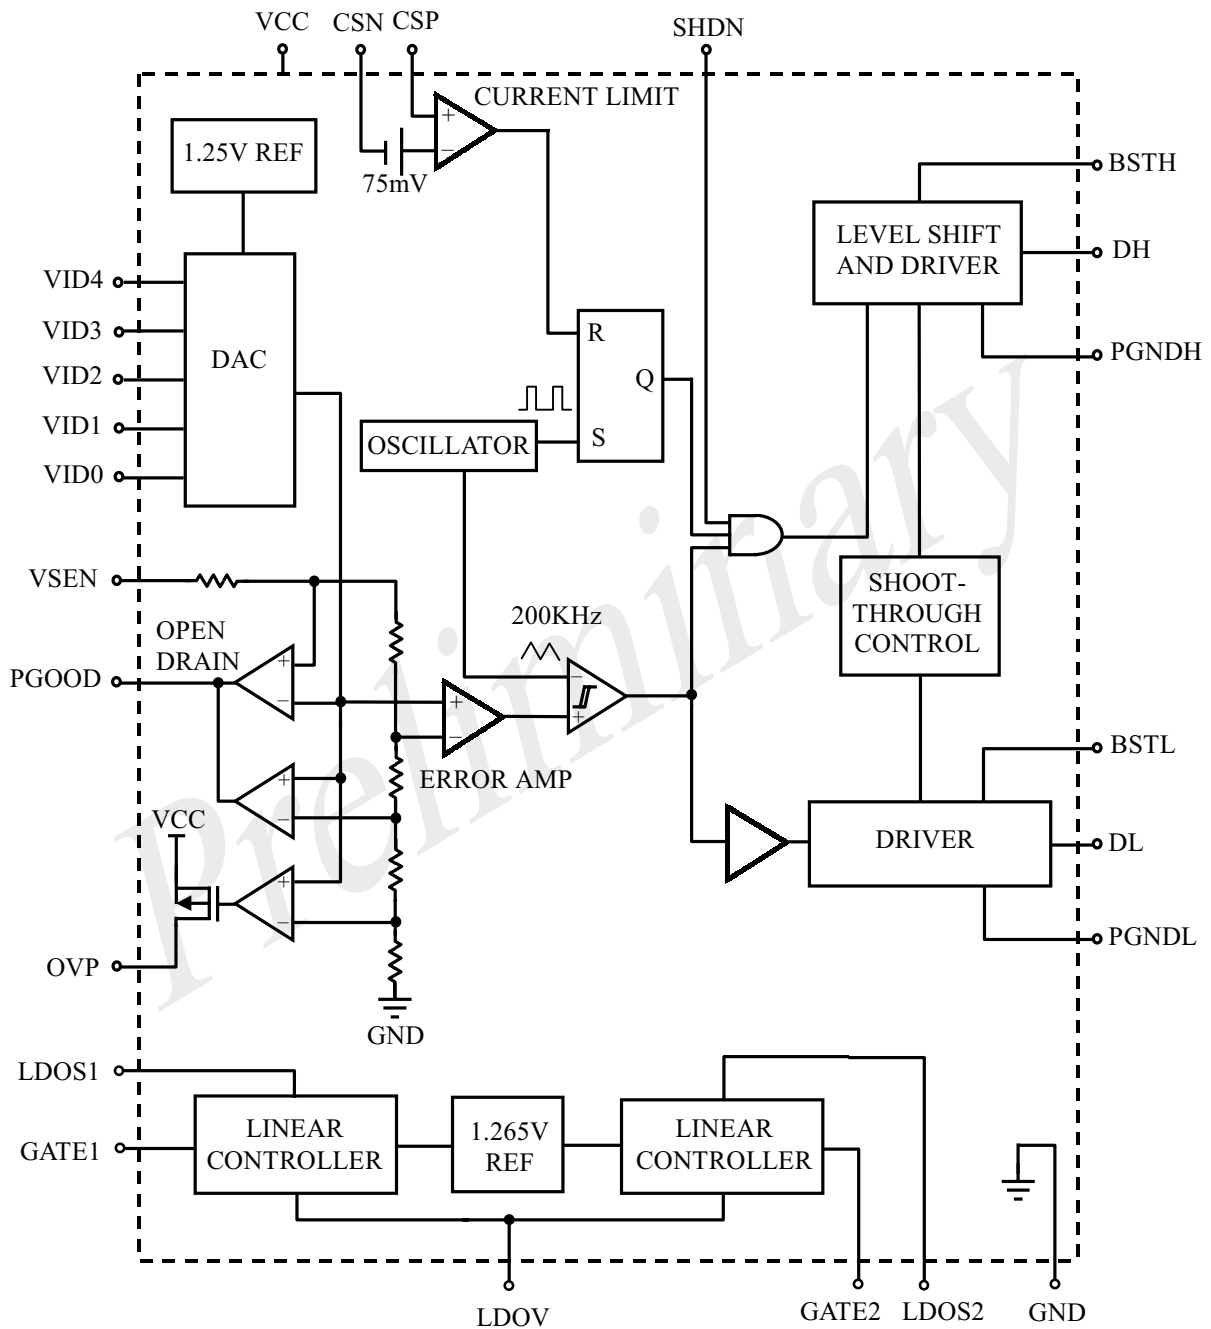 VCC
CSN
CSP
SHDN
CURRENT LIMIT
+
−
75mV
1.25V REF
BSTH
LEVEL SHIFT
AND DRIVER
DH
PGNDH
VID4
VID3
VID2
VID1
VID0
DAC
R
Q
S
OSCILLATOR
VSEN
OPEN
DRAIN
PGOOD
+
−
200KHz
−
+
+
−
ERROR AMP
SHOOT-
THROUGH
CONTROL
+
−
VCC
+
−
OVP
GND
BSTL
DRIVER
DL
PGNDL
LDOS1
GATE1
LINEAR
CONTROLLER
1.265V
REF
LINEAR
CONTROLLER
LDOV
GATE2
LDOS2
GND
Preliminary